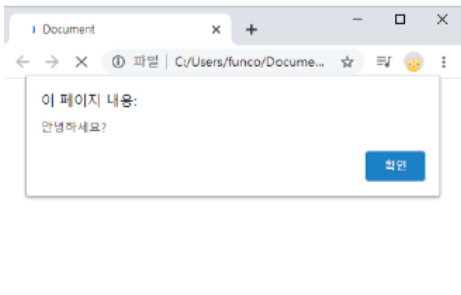 Document
파일 | C:/Users/funco/Docume...
이 페이지 내용:
안녕하세요?
확인